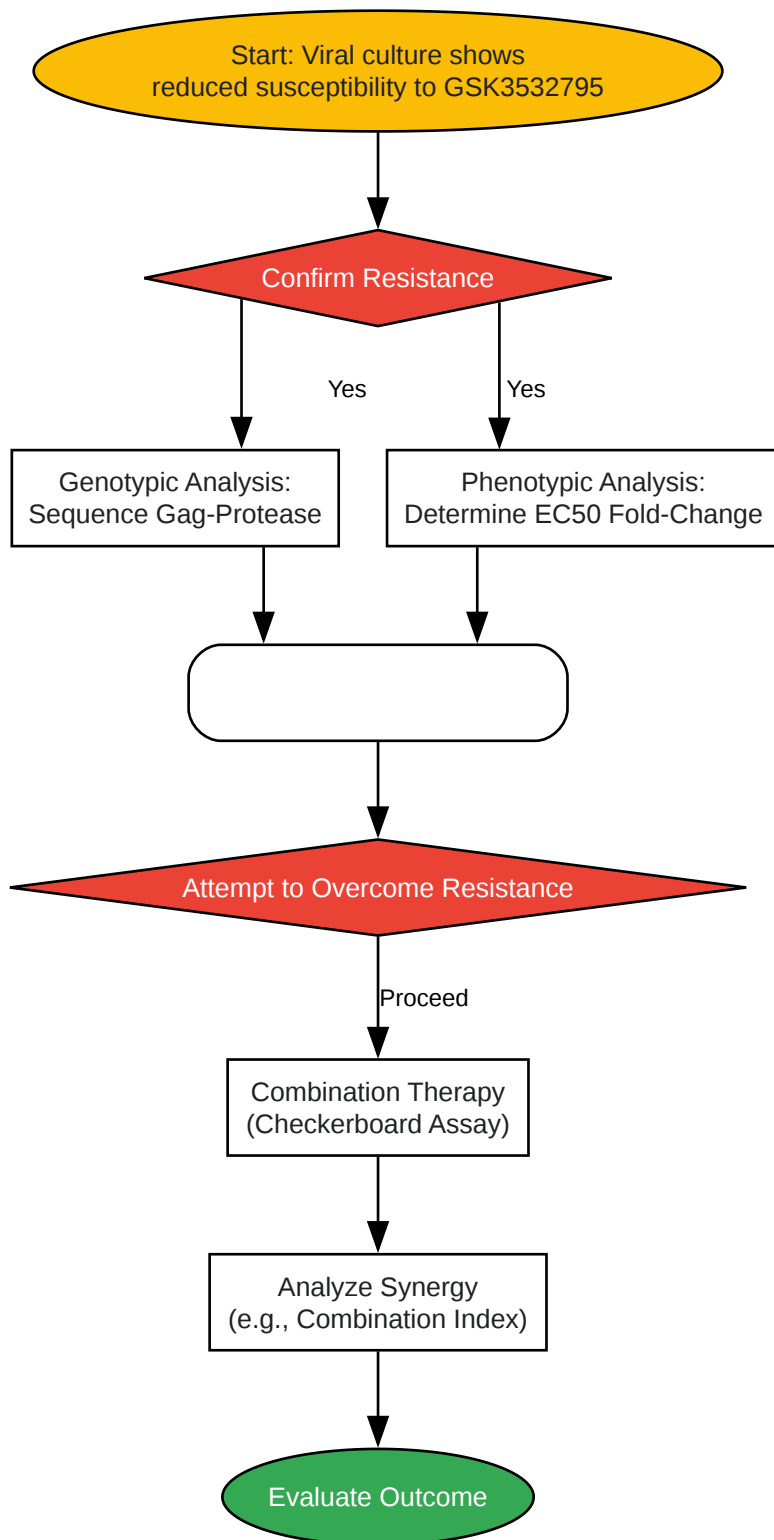 Start: Viral culture shows
reduced susceptibility to GSK3532795
Confirm Resistance
Yes
Yes
Genotypic Analysis:
Sequence Gag-Protease
Phenotypic Analysis:
Determine EC50 Fold-Change
Attempt to Overcome Resistance
Proceed
Combination Therapy
(Checkerboard Assay)
Analyze Synergy
(e.g., Combination Index)
Evaluate Outcome